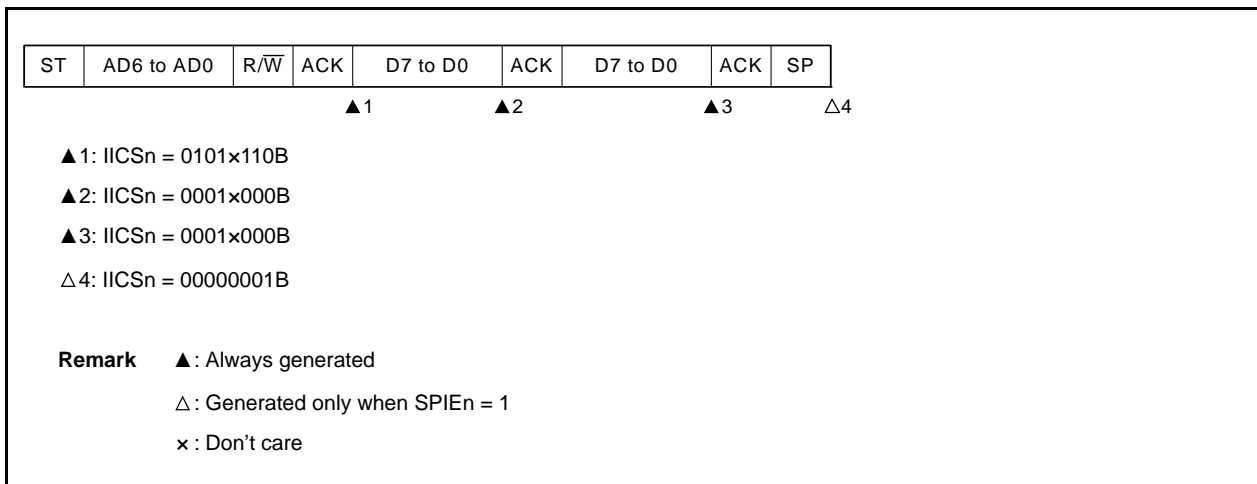 ST AD6 to AD0 R/W̅ ACK D7 to D0 ACK D7 to D0 ACK SP
▲1 ▲2 ▲3 △4
▲1: IICSn = 0101×110B
▲2: IICSn = 0001×000B
▲3: IICSn = 0001×000B
△4: IICSn = 00000001B
Remark ▲: Always generated
△: Generated only when SPIEn = 1
×: Don't care